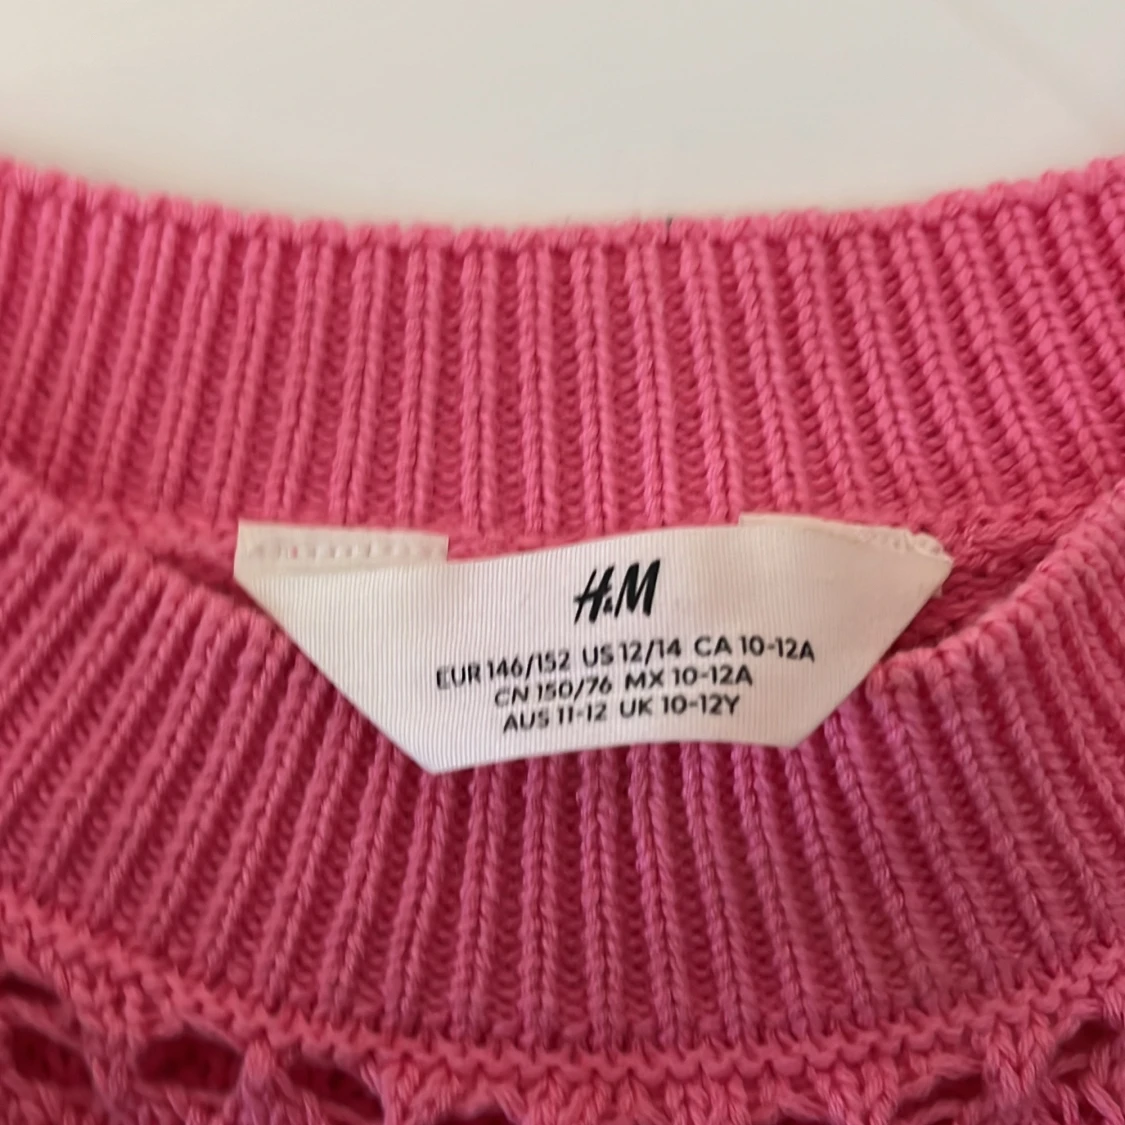 H&M
EUR 146/152 US 12/14 CA 10-12A
CN 150/76 MX 10-12A
AUS 11-12 UK 10-12Y